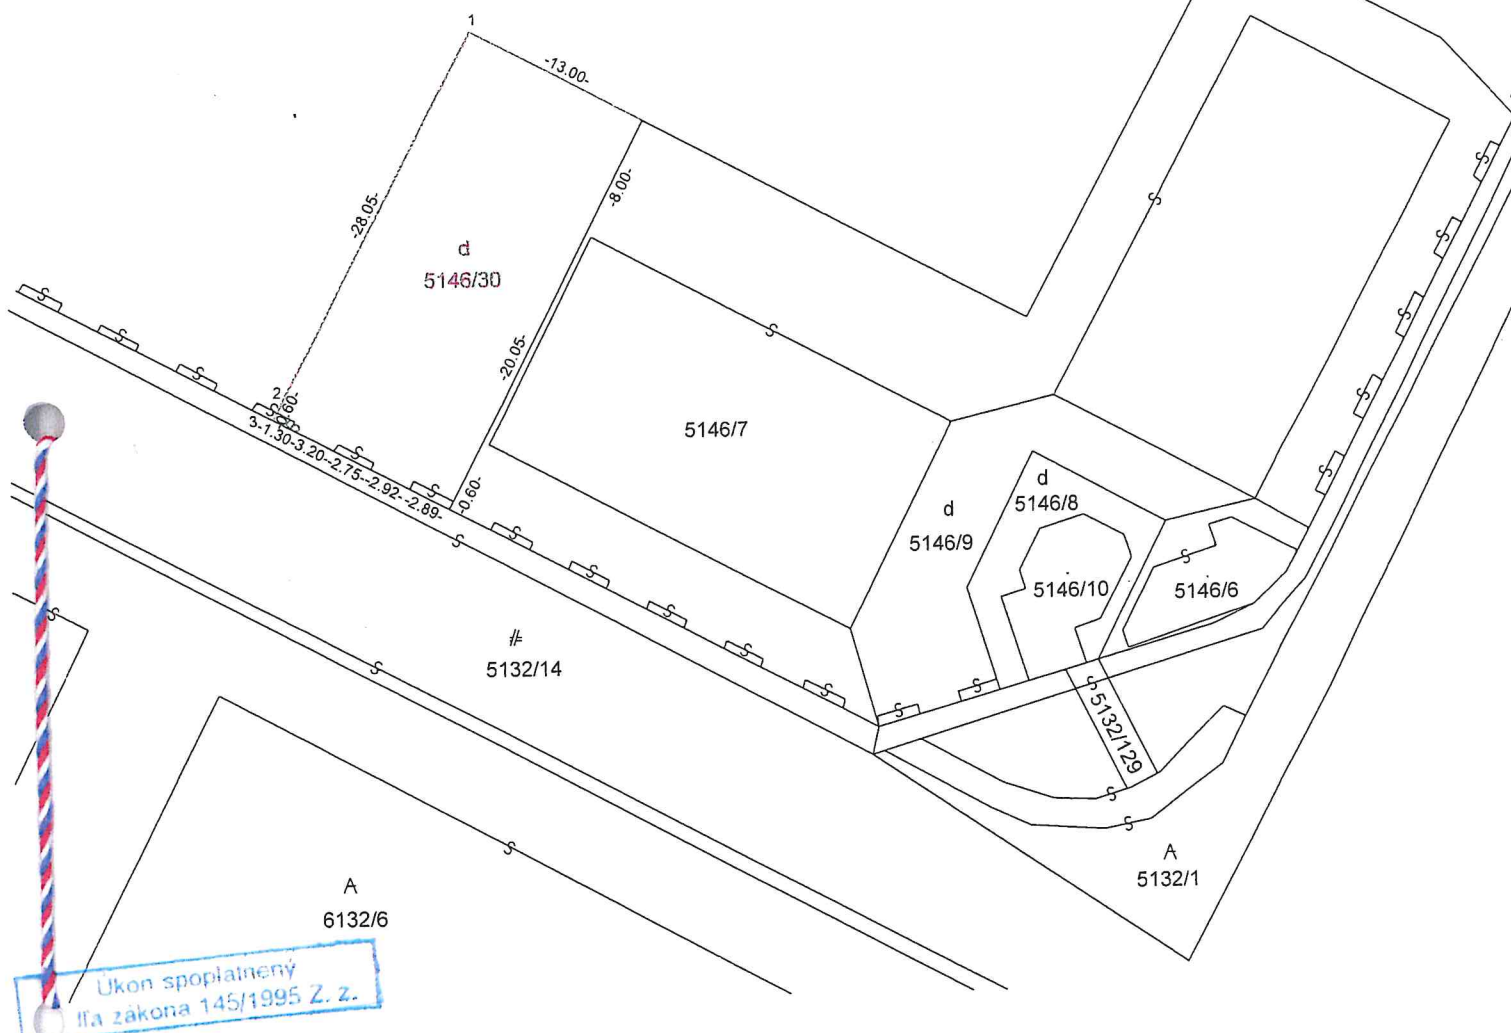 1
-13.00-
-8.00-
-28.05-
d
5146/30
-20.05-
5146/7
2
-0.60-
3-1.30-3.20--2.75--2.92--2.89-
-0.60-
d
5146/8
d
5146/9
5146/10
5146/6
5132/14
5132/129
A
5132/1
A
6132/6
Úkon spoplatnený
zákona 145/1995 Z. z.